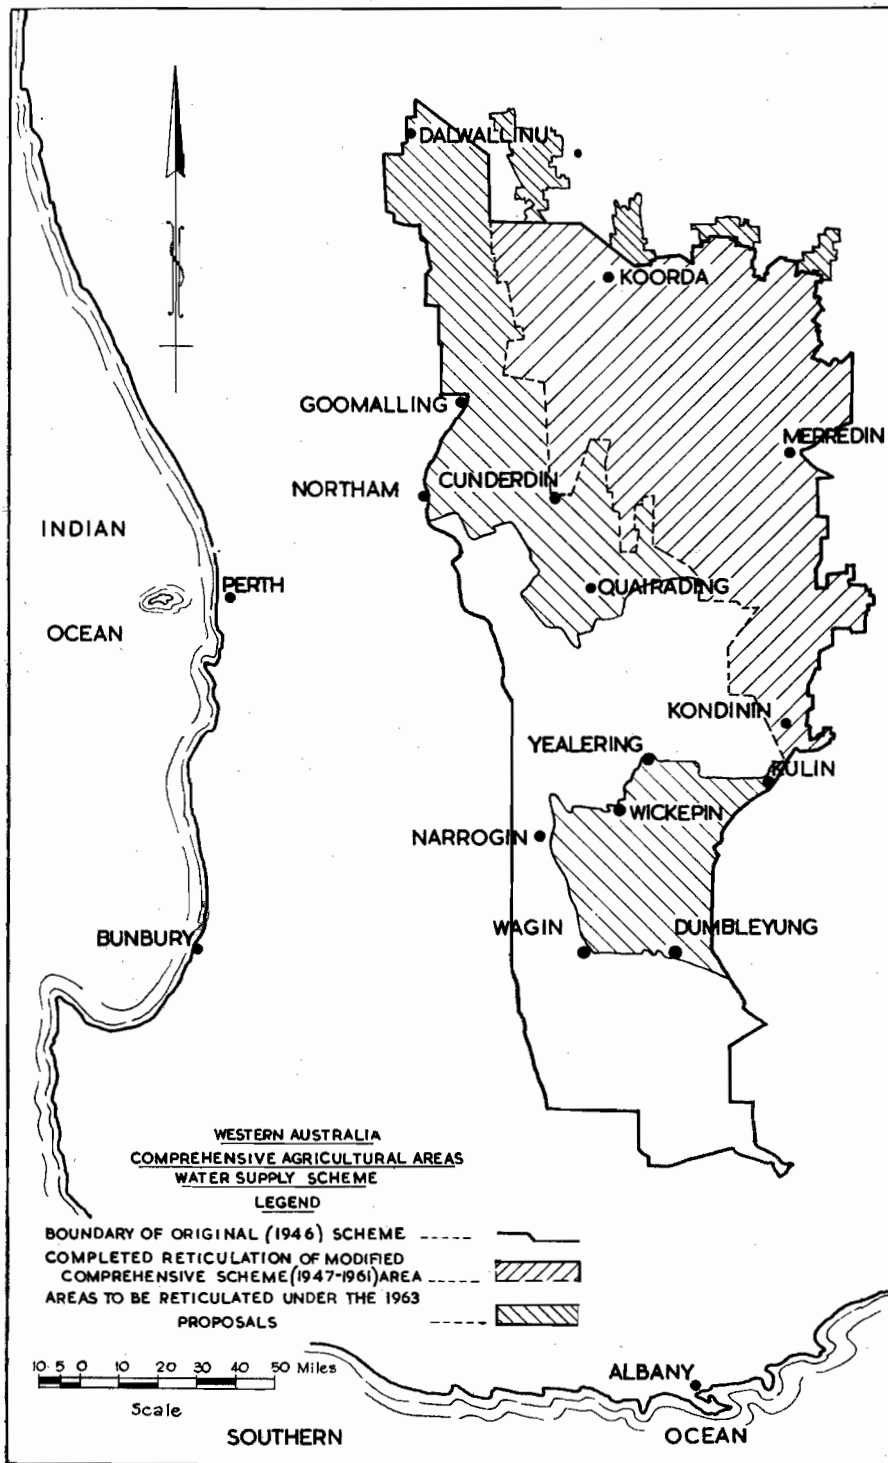 DALWALLINU
KOORDA
GOOMALLING
MERREDIN
CUNDERDIN
NORTHAM
INDIAN
OCEAN
PERTH
QUAIRADING
KONDININ
YEALERING
KULIN
WICKEPIN
NARROGIN
WAGIN
DUMBLEYUNG
BUNBURY
WESTERN AUSTRALIA
COMPREHENSIVE AGRICULTURAL AREAS
WATER SUPPLY SCHEME
LEGEND
BOUNDARY OF ORIGINAL (1946) SCHEME
COMPLETED RETICULATION OF MODIFIED
COMPREHENSIVE SCHEME (1947-1961) AREA
AREAS TO BE RETICULATED UNDER THE 1963
PROPOSALS
10 5 0 10 20 30 40 50 Miles
Scale
ALBANY
SOUTHERN OCEAN